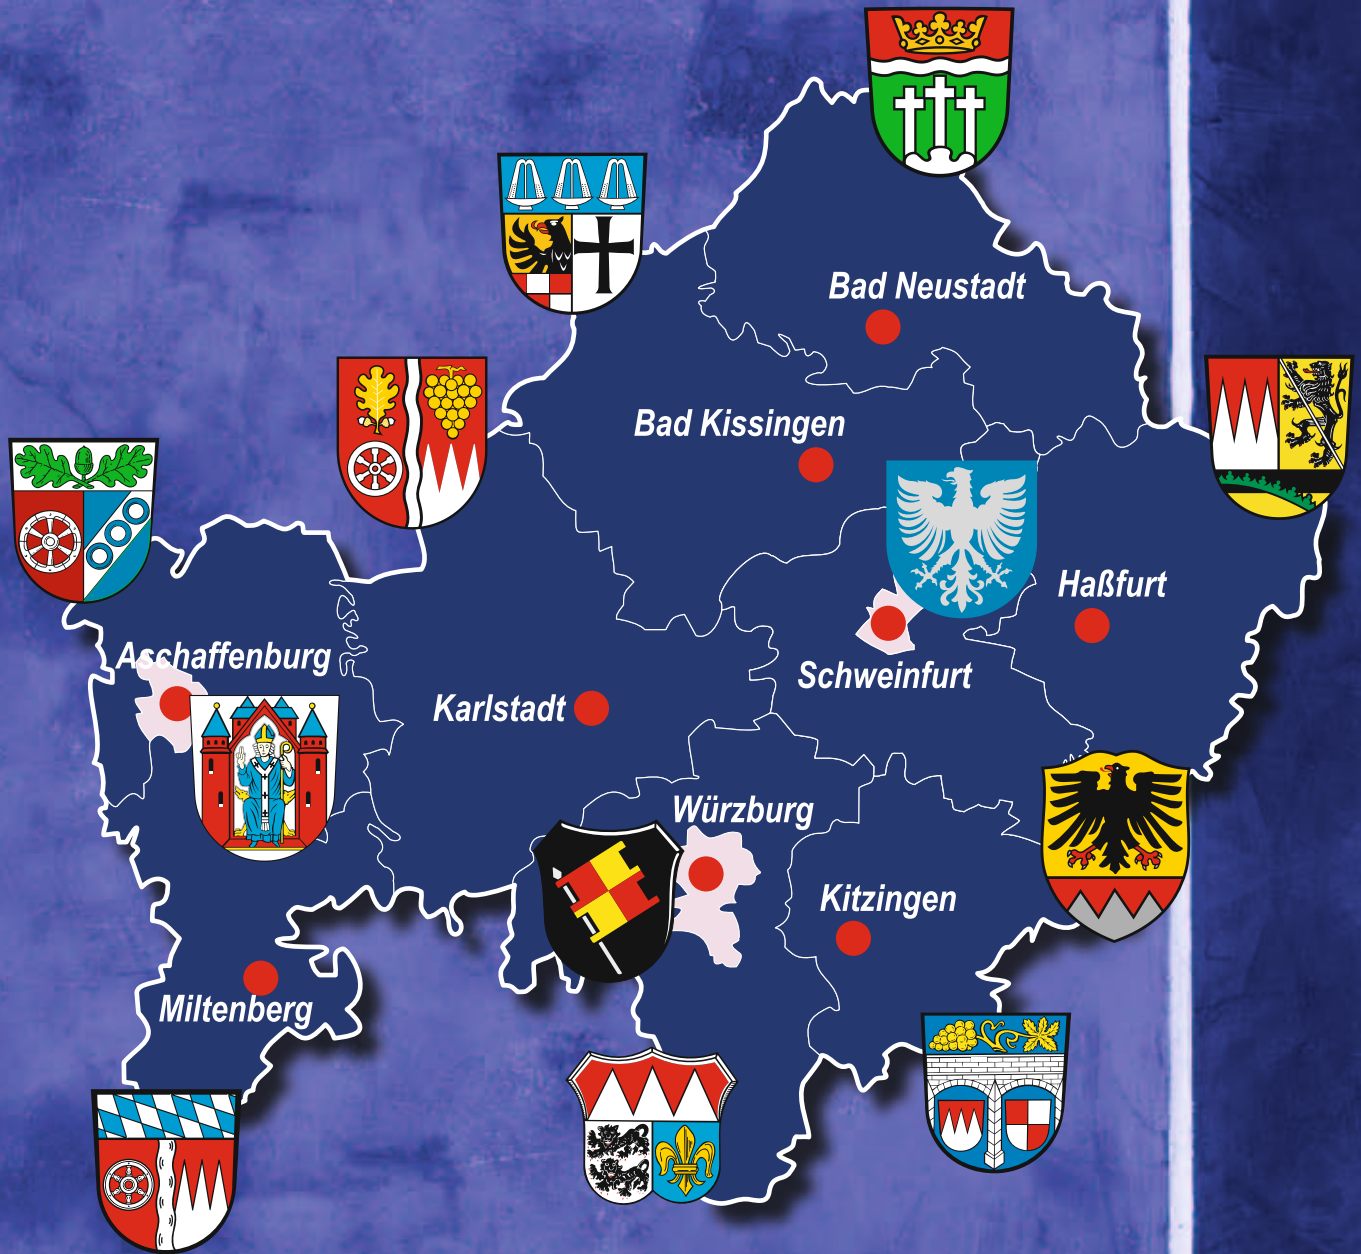 Bad Neustadt
Bad Kissingen
Haßfurt
Aschaffenburg
Schweinfurt
Karlstadt
Würzburg
Kitzingen
Miltenberg